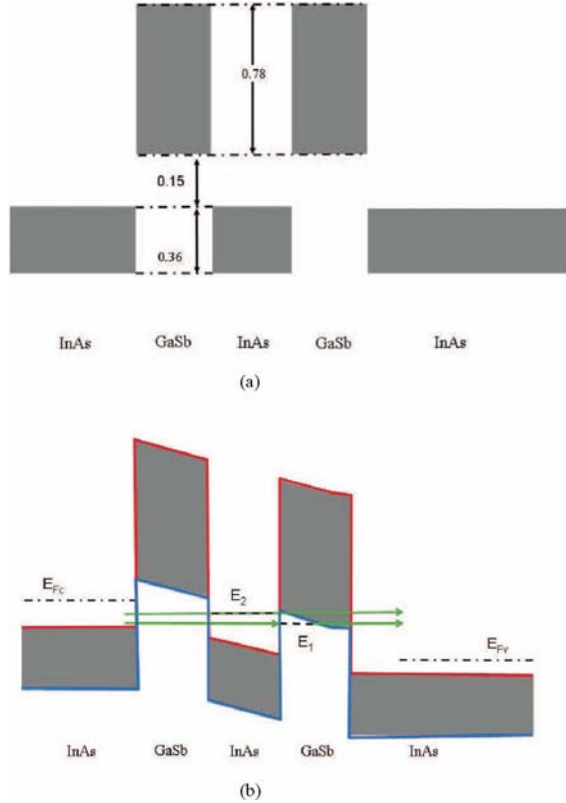 0.78
0.15
0.36
InAs GaSb InAs GaSb InAs
(a)
E_Fc
E_2
E_1
E_Fv
InAs GaSb InAs GaSb InAs
(b)